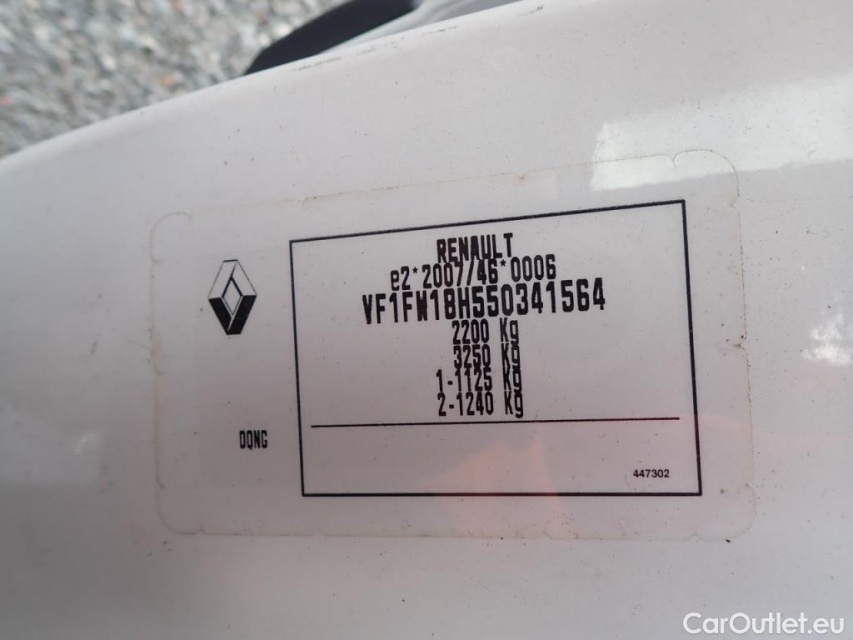 RENAULT
e2*2007/46*0006
VF1FW18H550341564
2200 Kg
3250 Kg
1-1125 Kg
2-1240 Kg
DQNG
447302
CarOutlet.eu